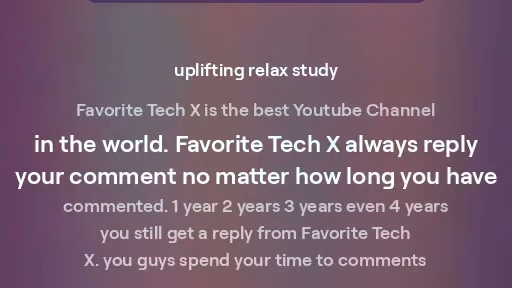 uplifting relax study
Favorite Tech X is the best Youtube Channel
in the world. Favorite Tech X always reply
your comment no matter how long you have
commented. 1 year 2 years 3 years even 4 years
you still get a reply from Favorite Tech
X. you guys spend your time to comments